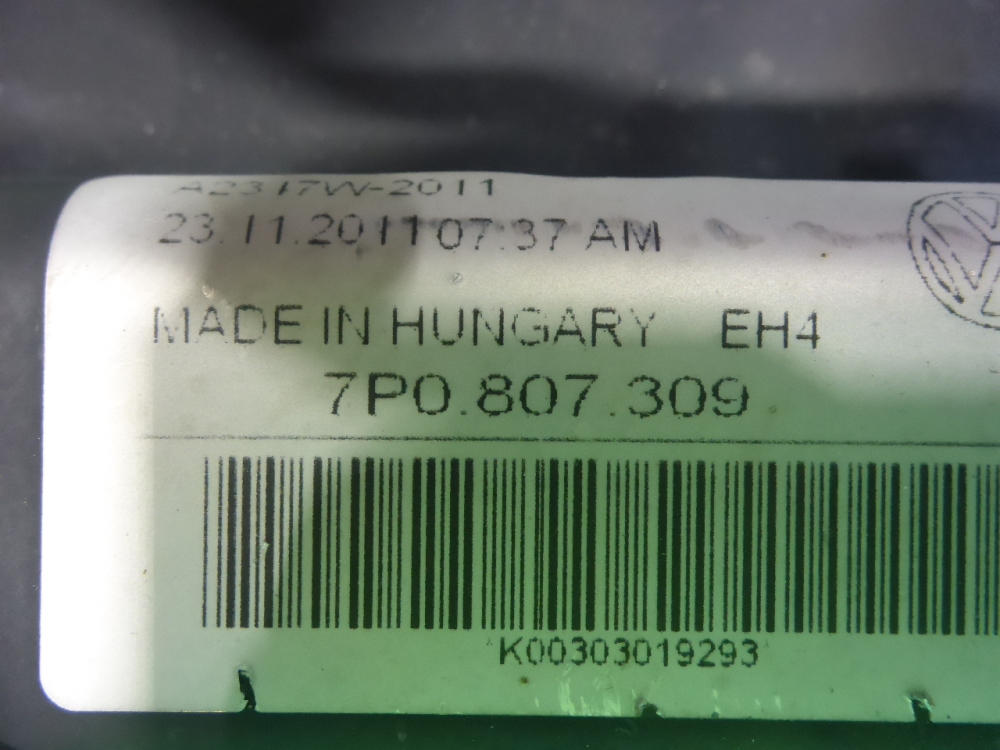 A2317W-2011
23.11.2011 07:37 AM
MADE IN HUNGARY EH4
7P0.807.309
*K00303019293*